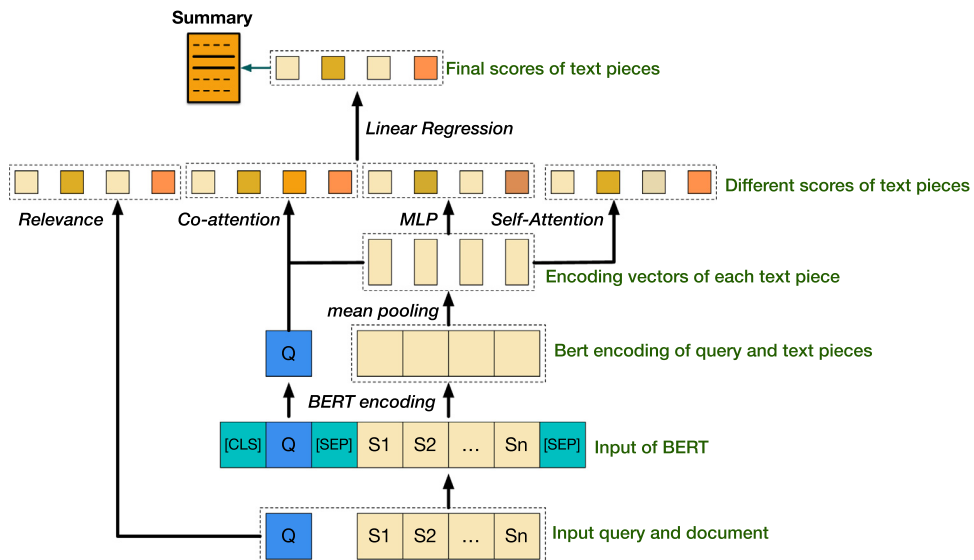 Summary
Final scores of text pieces
Linear Regression
Different scores of text pieces
Relevance
Co-attention
MLP
Self-Attention
Encoding vectors of each text piece
mean pooling
Q
Bert encoding of query and text pieces
BERT encoding
[CLS] Q [SEP] S1 S2 ... Sn [SEP]
Input of BERT
Q S1 S2 ... Sn
Input query and document